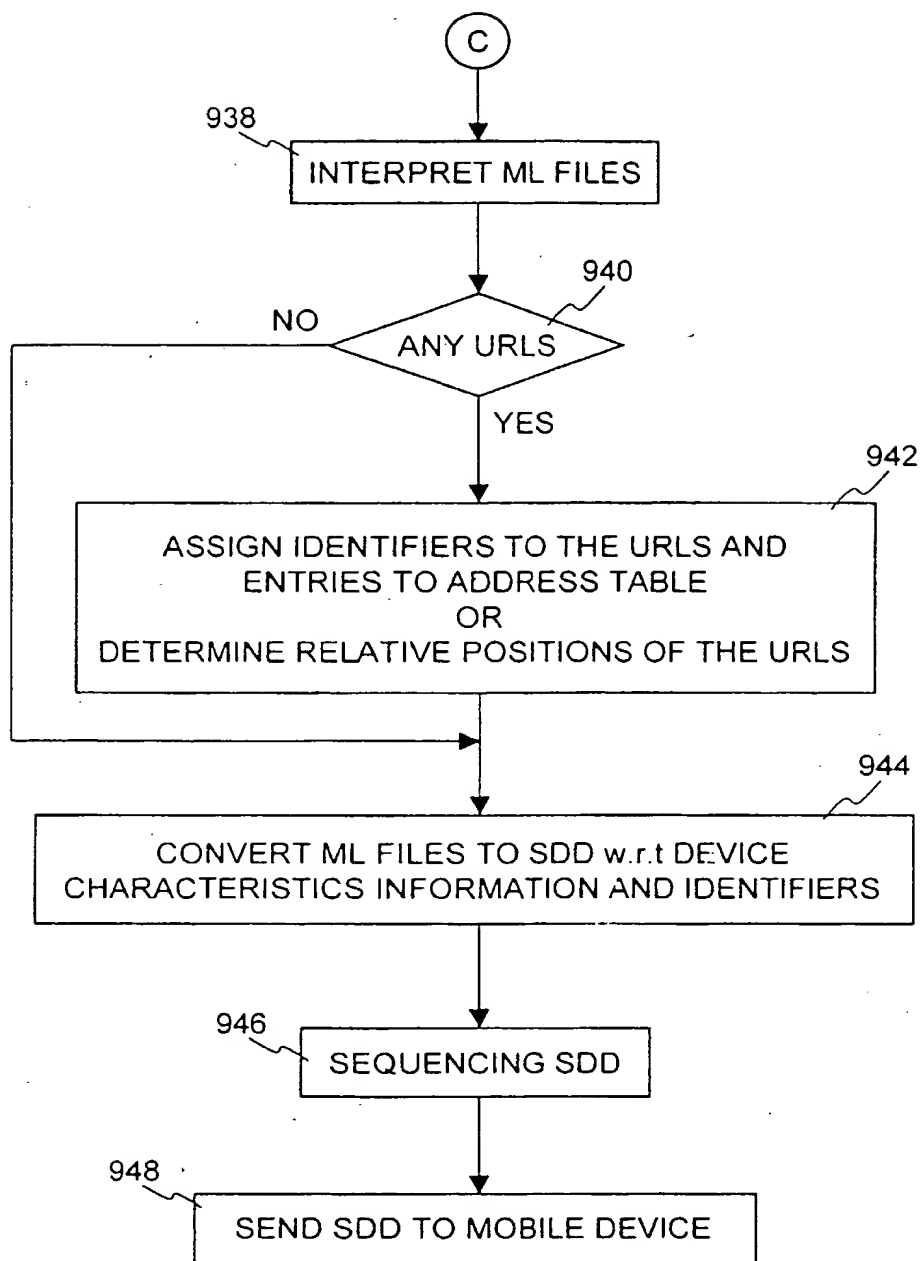 C
938
INTERPRET ML FILES
940
NO
ANY URLS
YES
942
ASSIGN IDENTIFIERS TO THE URLS AND
ENTRIES TO ADDRESS TABLE
OR
DETERMINE RELATIVE POSITIONS OF THE URLS
944
CONVERT ML FILES TO SDD w.r.t DEVICE
CHARACTERISTICS INFORMATION AND IDENTIFIERS
946
SEQUENCING SDD
948
SEND SDD TO MOBILE DEVICE